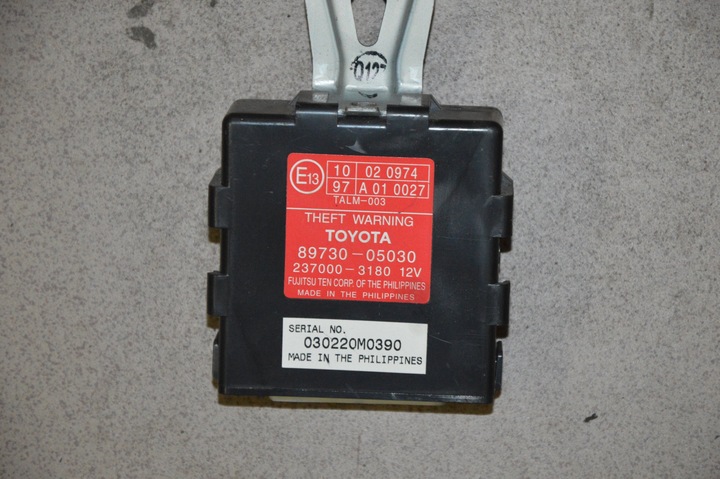 0127
E13
10 02 0974
97 A 01 0027
TALM-003
THEFT WARNING
TOYOTA
89730-05030
237000-3180 12V
FUJITSU TEN CORP. OF THE PHILIPPINES
MADE IN THE PHILIPPINES
SERIAL NO.
030220M0390
MADE IN THE PHILIPPINES